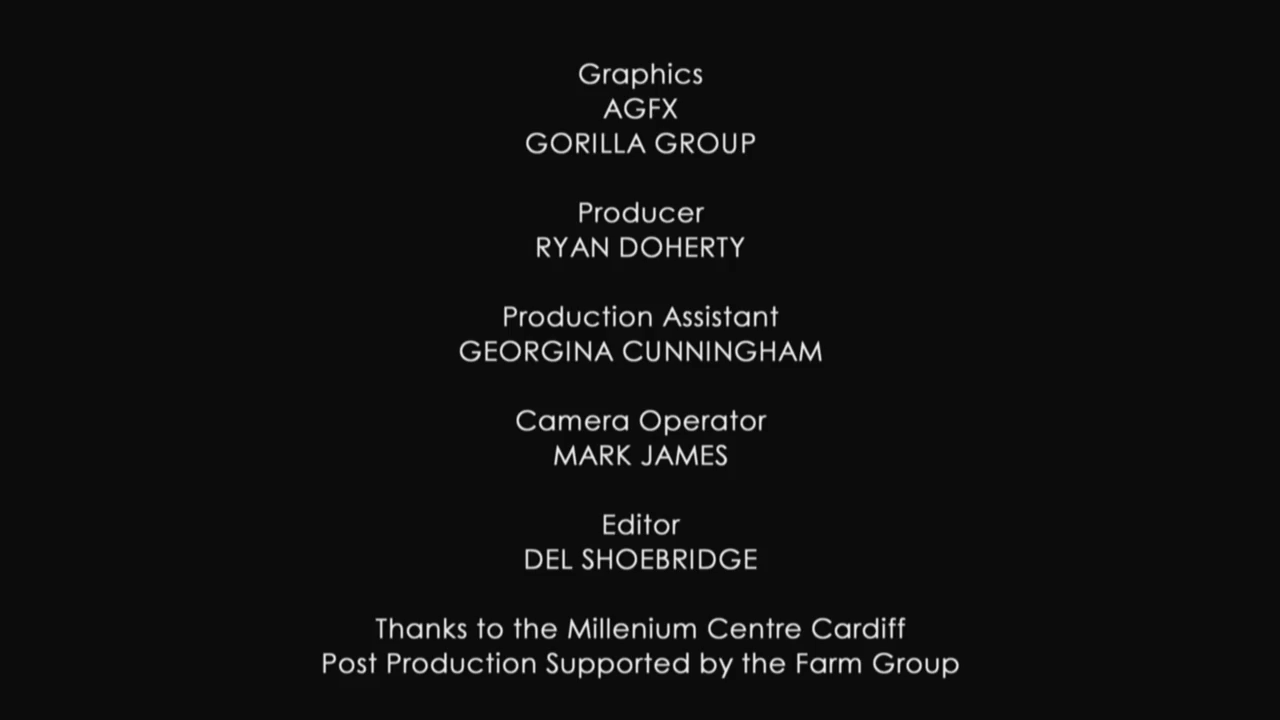 Graphics
AGFX
GORILLA GROUP
Producer
RYAN DOHERTY
Production Assistant
GEORGINA CUNNINGHAM
Camera Operator
MARK JAMES
Editor
DEL SHOEBRIDGE
Thanks to the Millenium Centre Cardiff
Post Production Supported by the Farm Group